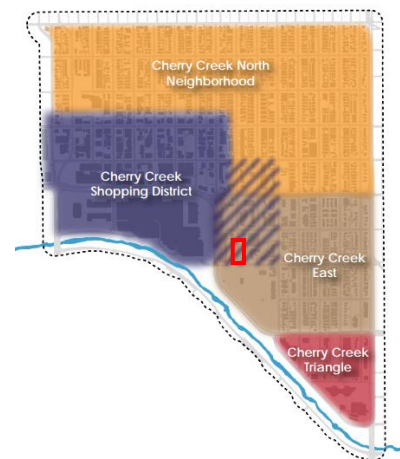 Cherry Creek North
Neighborhood
Cherry Creek
Shopping District
Cherry Creek
East
Cherry Creek
Triangle